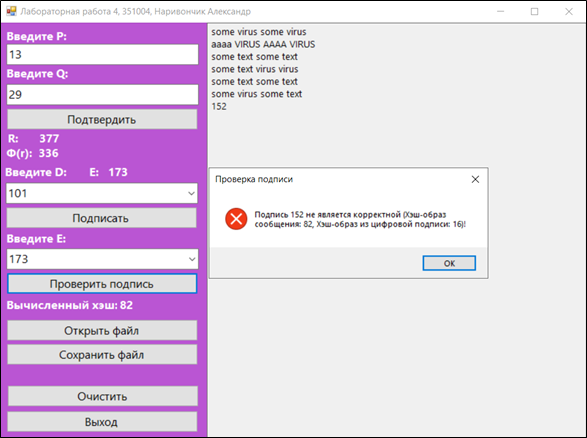 Лабораторная работа 4, 351004, Наривончик Александр
Введите P:
13
Введите Q:
29
Подтвердить
R: 377
Φ(r): 336
Введите D: E: 173
101
Подписать
Введите E:
173
Проверить подпись
Вычисленный хэш: 82
Открыть файл
Сохранить файл
Очистить
Выход
some virus some virus
aaaa VIRUS AAAA VIRUS
some text some text
some text virus virus
some text some text
some virus some text
152
Проверка подписи
Подпись 152 не является корректной (Хэш-образ
сообщения: 82, Хэш-образ из цифровой подписи: 16)!
ОК